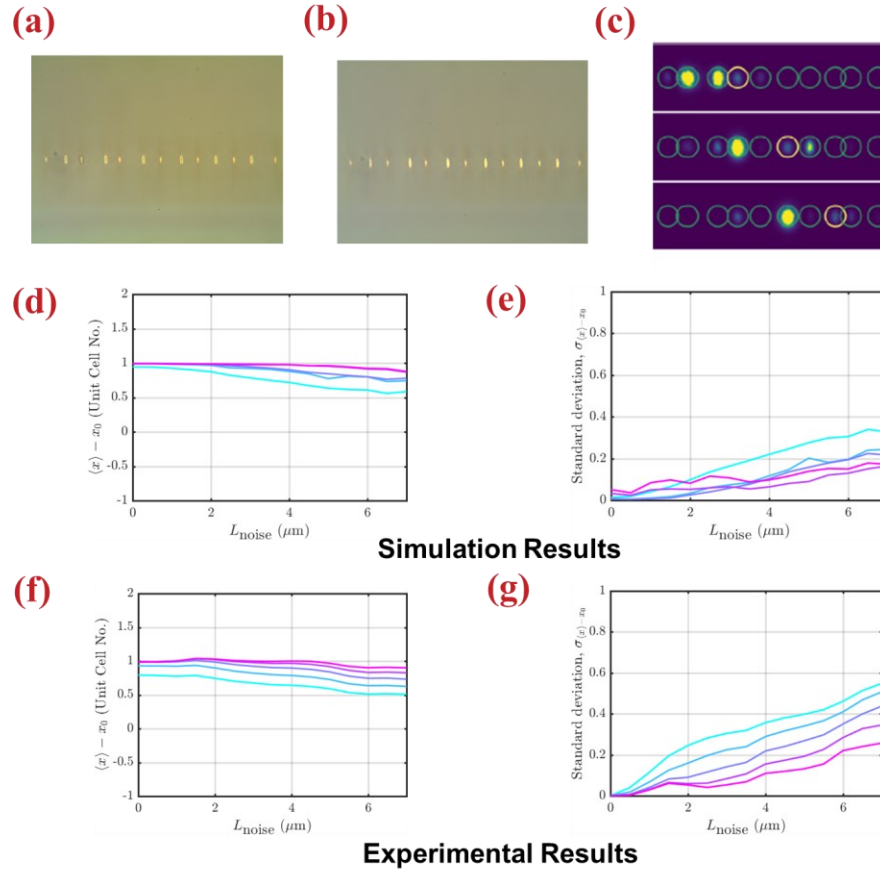 (a)
(b)
(c)
(d)
2
1.5
1
0.5
0
-0.5
-1
⟨x⟩ − x₀ (Unit Cell No.)
0 2 4 6
L_noise (μm)
(e)
1
0.8
0.6
0.4
0.2
0
Standard deviation, σ_⟨x⟩−x₀
0 2 4 6
L_noise (μm)
Simulation Results
(f)
2
1.5
1
0.5
0
-0.5
-1
⟨x⟩ − x₀ (Unit Cell No.)
0 2 4 6
L_noise (μm)
(g)
1
0.8
0.6
0.4
0.2
0
Standard deviation, σ_⟨x⟩−x₀
0 2 4 6
L_noise (μm)
Experimental Results